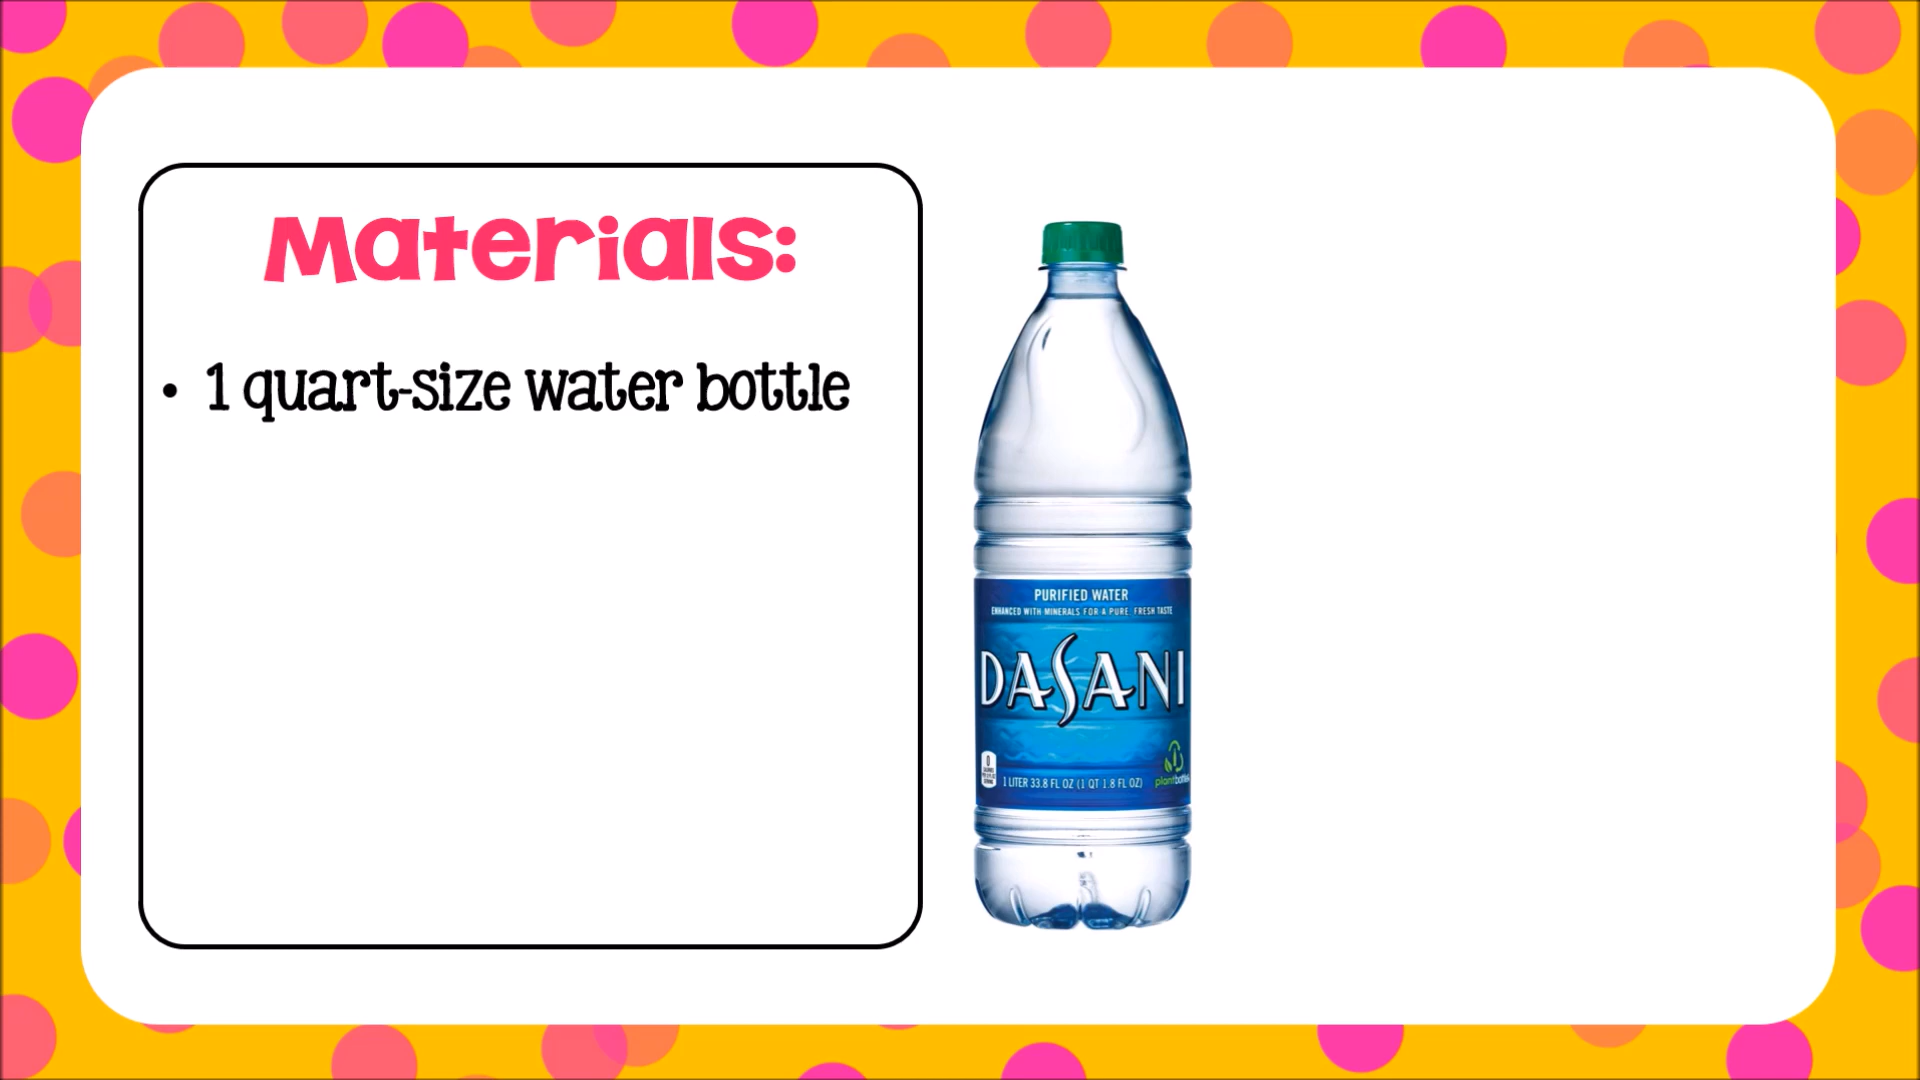 Materials:
• 1 quart-size water bottle
PURIFIED WATER
ENHANCED WITH MINERALS FOR A PURE, FRESH TASTE
DASANI
0
1 LITER 33.8 FL OZ (1 QT 1.8 FL OZ)
plantbottle